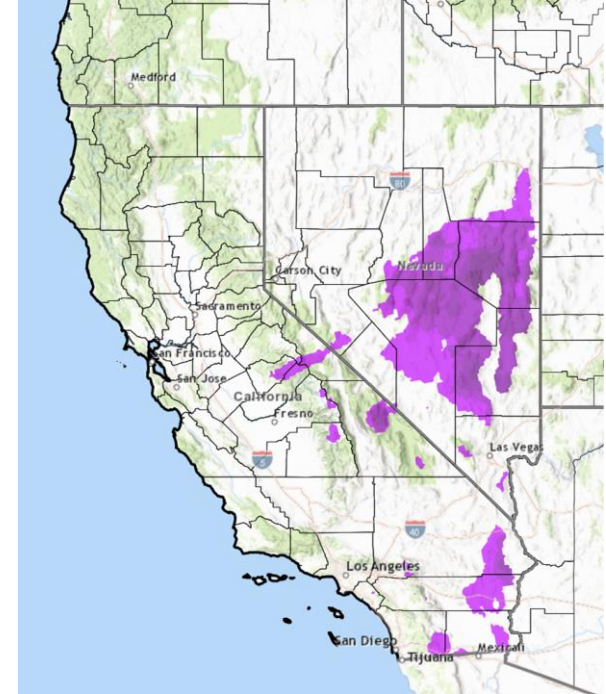 Medford
80
Nevada
Carson City
Sacramento
San Francisco
San Jose
California
Fresno
5
Las Vegas
40
Los Angeles
San Diego
Tijuana
Mexicali